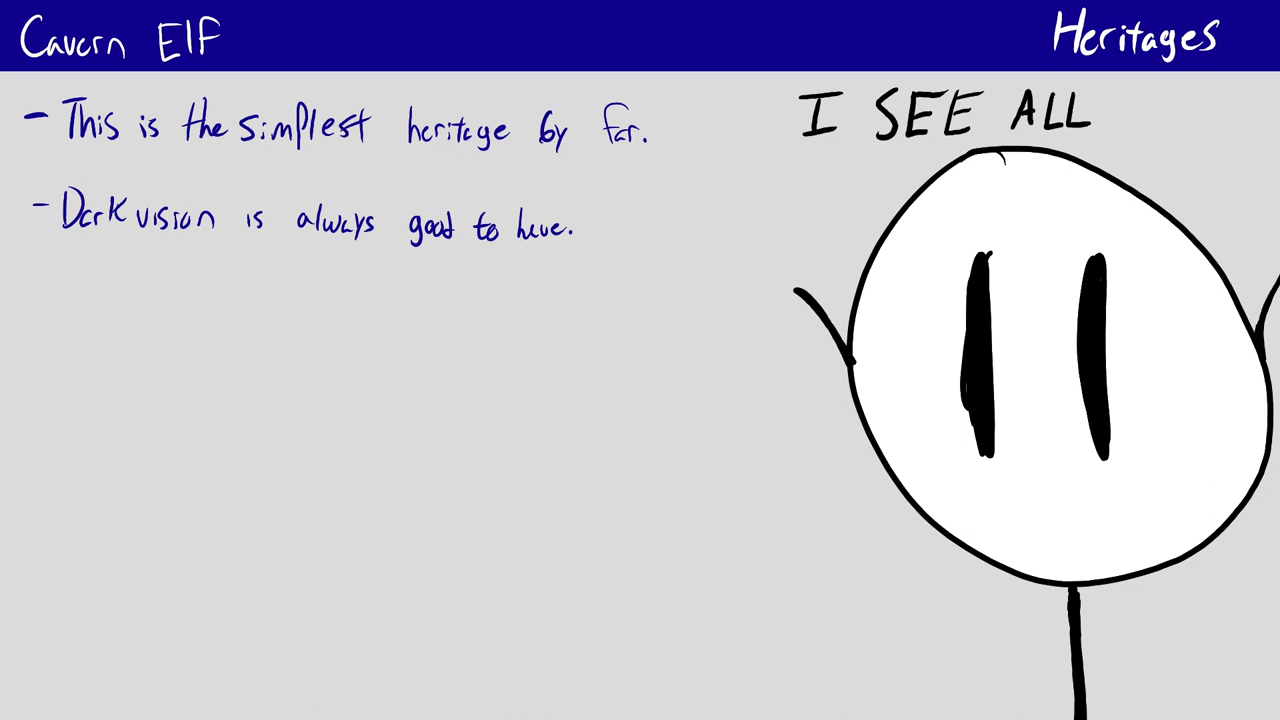 Cavern Elf
Heritages
- This is the simplest heritage by far.
- Darkvision is always good to have.
I SEE ALL